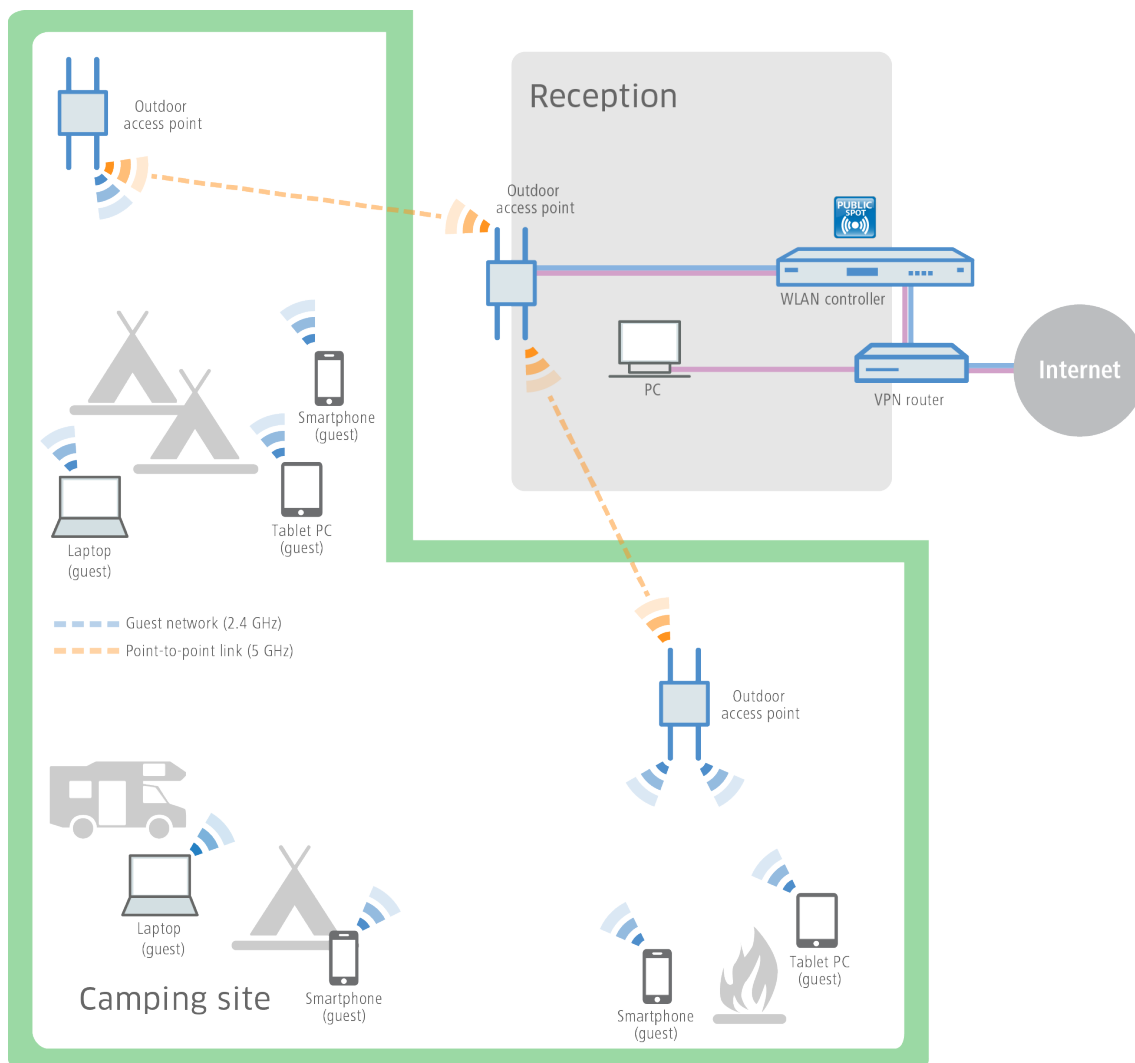 Outdoor
access point
Reception
Outdoor
access point
PUBLIC
SPOT
WLAN controller
Internet
PC
VPN router
Smartphone
(guest)
Tablet PC
(guest)
Laptop
(guest)
Guest network (2.4 GHz)
Point-to-point link (5 GHz)
Outdoor
access point
Laptop
(guest)
Smartphone
(guest)
Camping site
Smartphone
(guest)
Tablet PC
(guest)